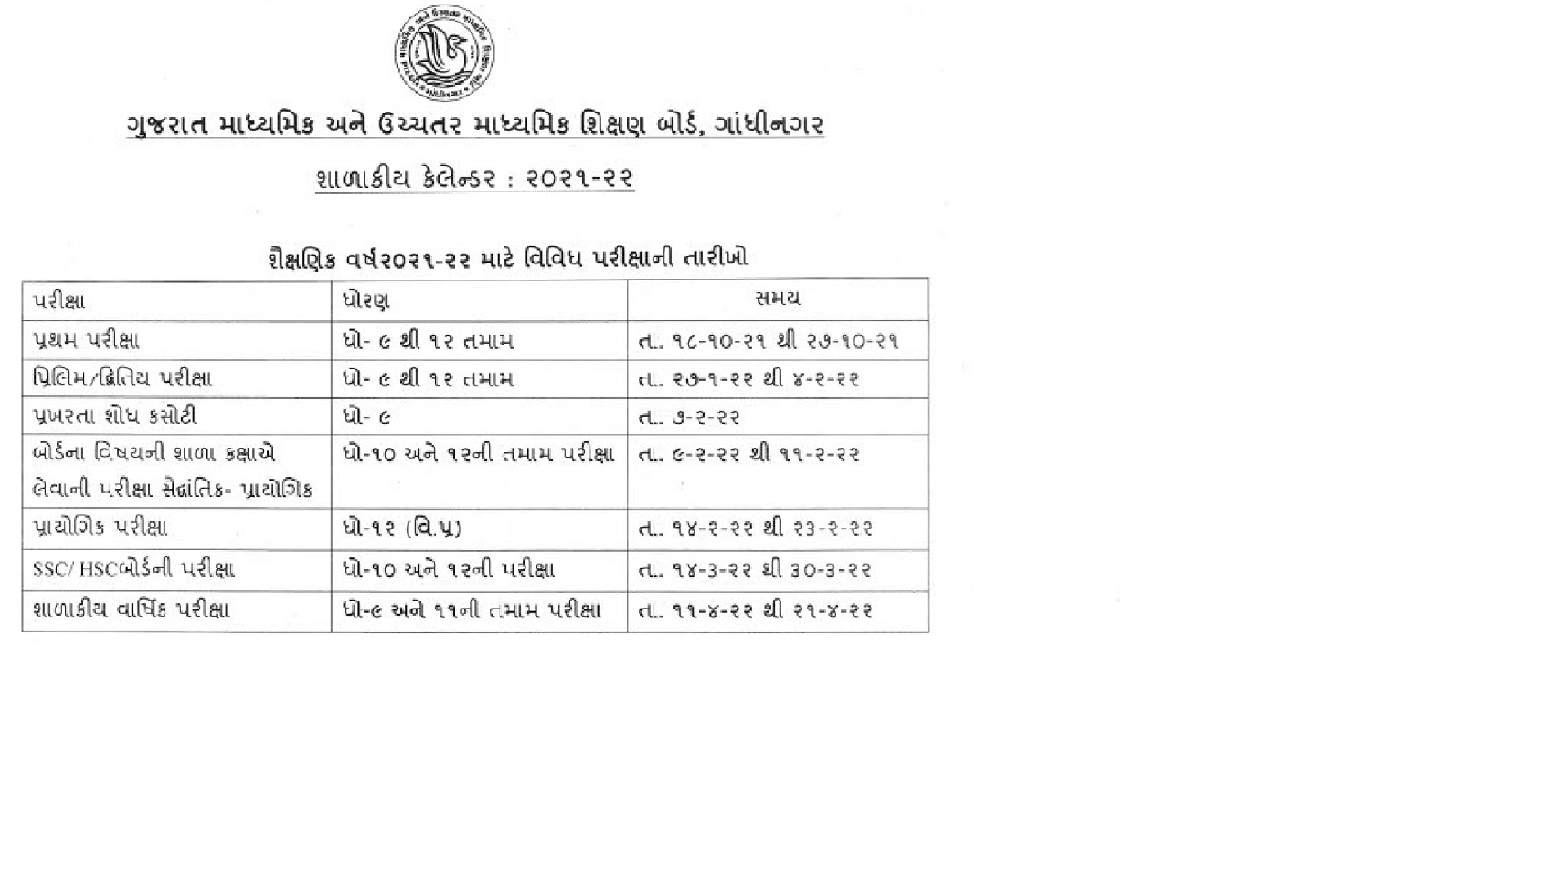 ગુજરાત માધ્યમિક અને ઉચ્ચતર માધ્યમિક શિક્ષણ બોર્ડ, ગાંધીનગર
શાળાકીય કેલેન્ડર : ૨૦૨૧-૨૨
શૈક્ષણિક વર્ષ૨૦૨૧-૨૨ માટે વિવિધ પરીક્ષાની તારીખો
પરીક્ષા ધોરણ સમય
પ્રથમ પરીક્ષા ધો- ૯ થી ૧૨ તમામ ત.. ૧૮-૧૦-૨૧ થી ૨૭-૧૦-૨૧
પ્રિલિમ/દ્વિતિય પરીક્ષા ધો- ૯ થી ૧૨ તમામ ત.. ૨૭-૧-૨૨ થી ૪-૨-૨૨
પ્રખરતા શોધ કસોટી ધો- ૯ ત.. ૭-૨-૨૨
બોર્ડના વિષયની શાળા કક્ષાએ ધો-૧૦ અને ૧૨ની તમામ પરીક્ષા ત.. ૯-૨-૨૨ થી ૧૧-૨-૨૨
લેવાની પરીક્ષા સેદ્વાંતિક- પ્રાયોગિક
પ્રાયોગિક પરીક્ષા ધો-૧૨ (વિ.પ્ર) ત.. ૧૪-૨-૨૨ થી ૨૩-૨-૨૨
SSC/ HSCબોર્ડની પરીક્ષા ધો-૧૦ અને ૧૨ની પરીક્ષા ત.. ૧૪-૩-૨૨ થી ૩૦-૩-૨૨
શાળાકીય વાર્ષિક પરીક્ષા ધો-૯ અને ૧૧ની તમામ પરીક્ષા ત.. ૧૧-૪-૨૨ થી ૨૧-૪-૨૨